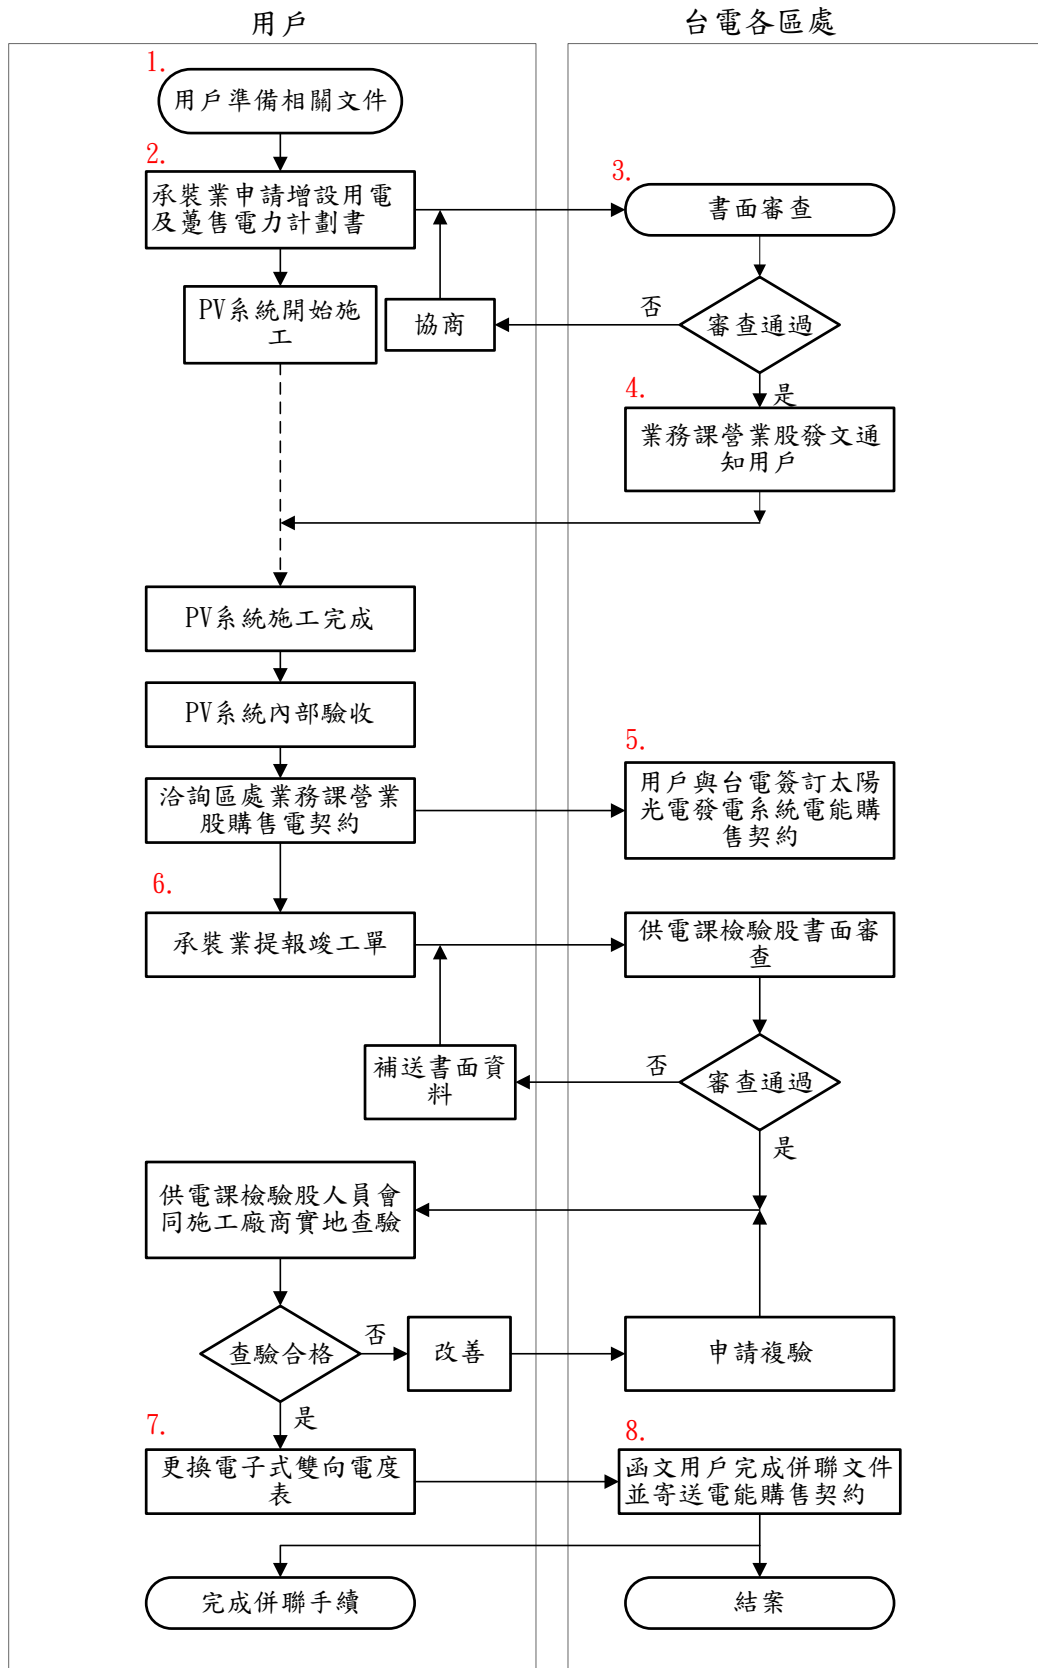 用戶
台電各區處
1.
用戶準備相關文件
2.
承裝業申請增設用電
及躉售電力計劃書
3.
書面審查
PV系統開始施
工
協商
否
審查通過
是
4.
業務課營業股發文通
知用戶
PV系統施工完成
PV系統內部驗收
洽詢區處業務課營業
股購售電契約
5.
用戶與台電簽訂太陽
光電發電系統電能購
售契約
6.
承裝業提報竣工單
供電課檢驗股書面審
查
補送書面資
料
否
審查通過
是
供電課檢驗股人員會
同施工廠商實地查驗
查驗合格
否
改善
申請複驗
是
7.
更換電子式雙向電度
表
8.
函文用戶完成併聯文件
並寄送電能購售契約
完成併聯手續
結案